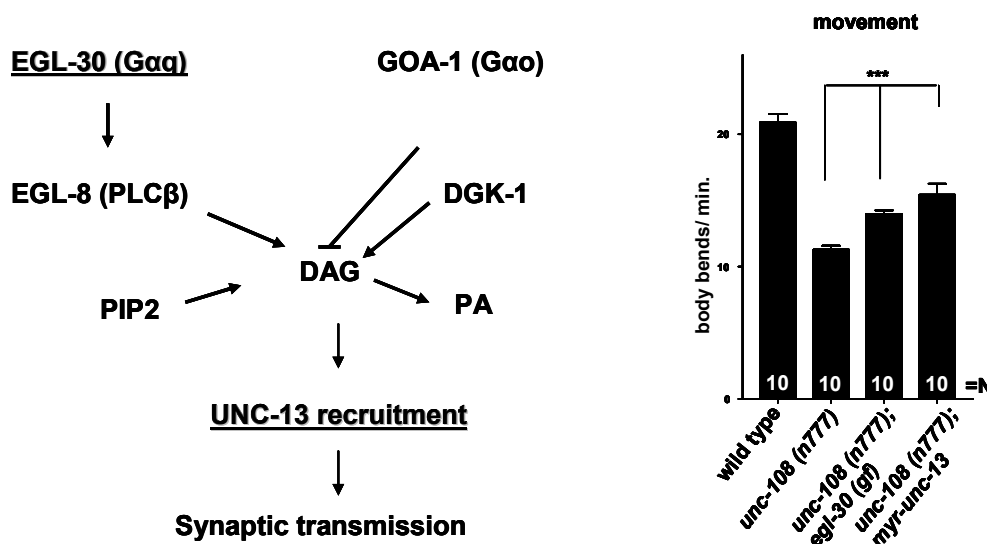 EGL-30 (Gαq)
GOA-1 (Gαo)
EGL-8 (PLCβ)
DGK-1
DAG
PIP2
PA
UNC-13 recruitment
Synaptic transmission
movement
***
body bends/ min.
20
10
0
10
10
10
10
=N
wild type
unc-108 (n777)
unc-108 (n777);
egl-30 (gf)
unc-108 (n777);
myr-unc-13